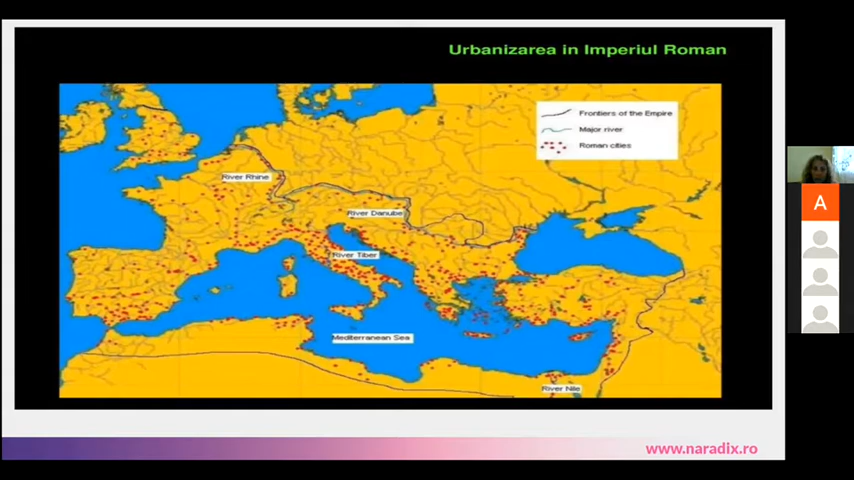 Urbanizarea in Imperiul Roman
Frontiers of the Empire
Major river
Roman cities
River Rhine
River Danube
River Tiber
Mediterranean Sea
River Nile
A
www.naradix.ro